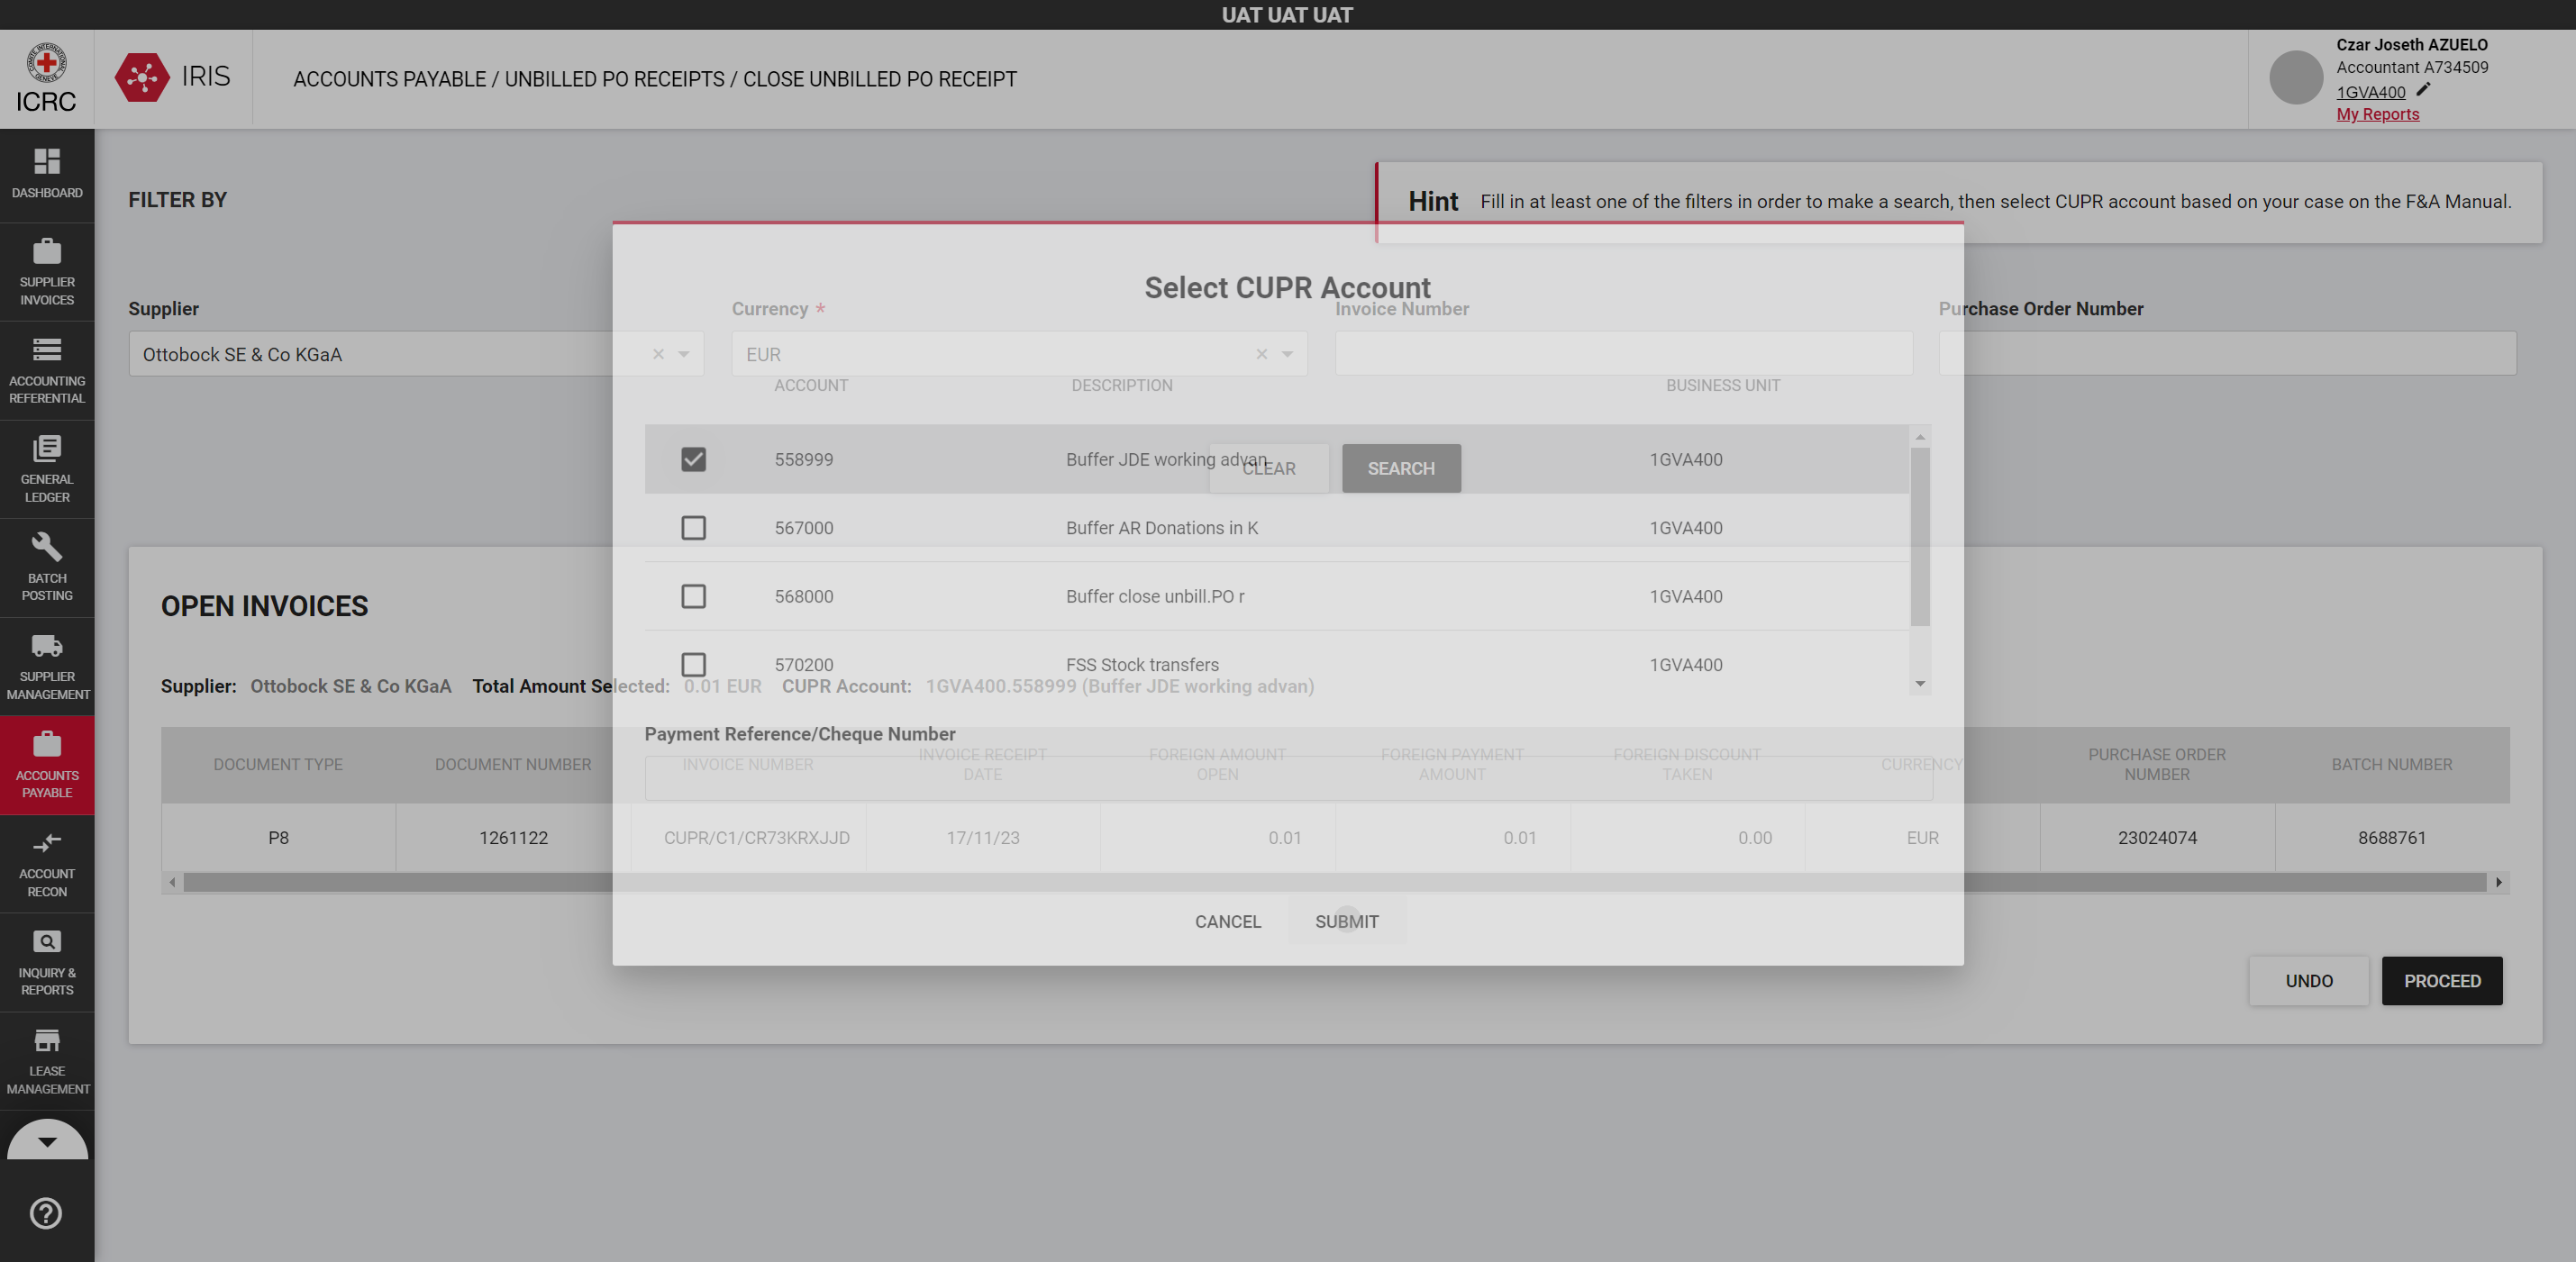 UAT UAT UAT
COMITE INTERNATIONAL GENEVE
ICRC
IRIS
ACCOUNTS PAYABLE / UNBILLED PO RECEIPTS / CLOSE UNBILLED PO RECEIPT
Czar Joseth AZUELO
Accountant A734509
1GVA400
My Reports
DASHBOARD
SUPPLIER
INVOICES
ACCOUNTING
REFERENTIAL
GENERAL
LEDGER
BATCH
POSTING
SUPPLIER
MANAGEMENT
ACCOUNTS
PAYABLE
ACCOUNT
RECON
INQUIRY &
REPORTS
LEASE
MANAGEMENT
FILTER BY
Hint Fill in at least one of the filters in order to make a search, then select CUPR account based on your case on the F&A Manual.
Select CUPR Account
Supplier Currency * Invoice Number Purchase Order Number
Ottobock SE & Co KGaA EUR
ACCOUNT DESCRIPTION BUSINESS UNIT
558999 Buffer JDE working advan 1GVA400
CLEAR SEARCH
567000 Buffer AR Donations in K 1GVA400
568000 Buffer close unbill.PO r 1GVA400
OPEN INVOICES
570200 FSS Stock transfers 1GVA400
Supplier: Ottobock SE & Co KGaA Total Amount Selected: 0.01 EUR CUPR Account: 1GVA400.558999 (Buffer JDE working advan)
Payment Reference/Cheque Number
DOCUMENT TYPE DOCUMENT NUMBER INVOICE NUMBER INVOICE RECEIPT DATE FOREIGN AMOUNT OPEN FOREIGN PAYMENT AMOUNT FOREIGN DISCOUNT TAKEN CURRENCY PURCHASE ORDER NUMBER BATCH NUMBER
P8 1261122 CUPR/C1/CR73KRXJJD 17/11/23 0.01 0.01 0.00 EUR 23024074 8688761
CANCEL SUBMIT
UNDO PROCEED